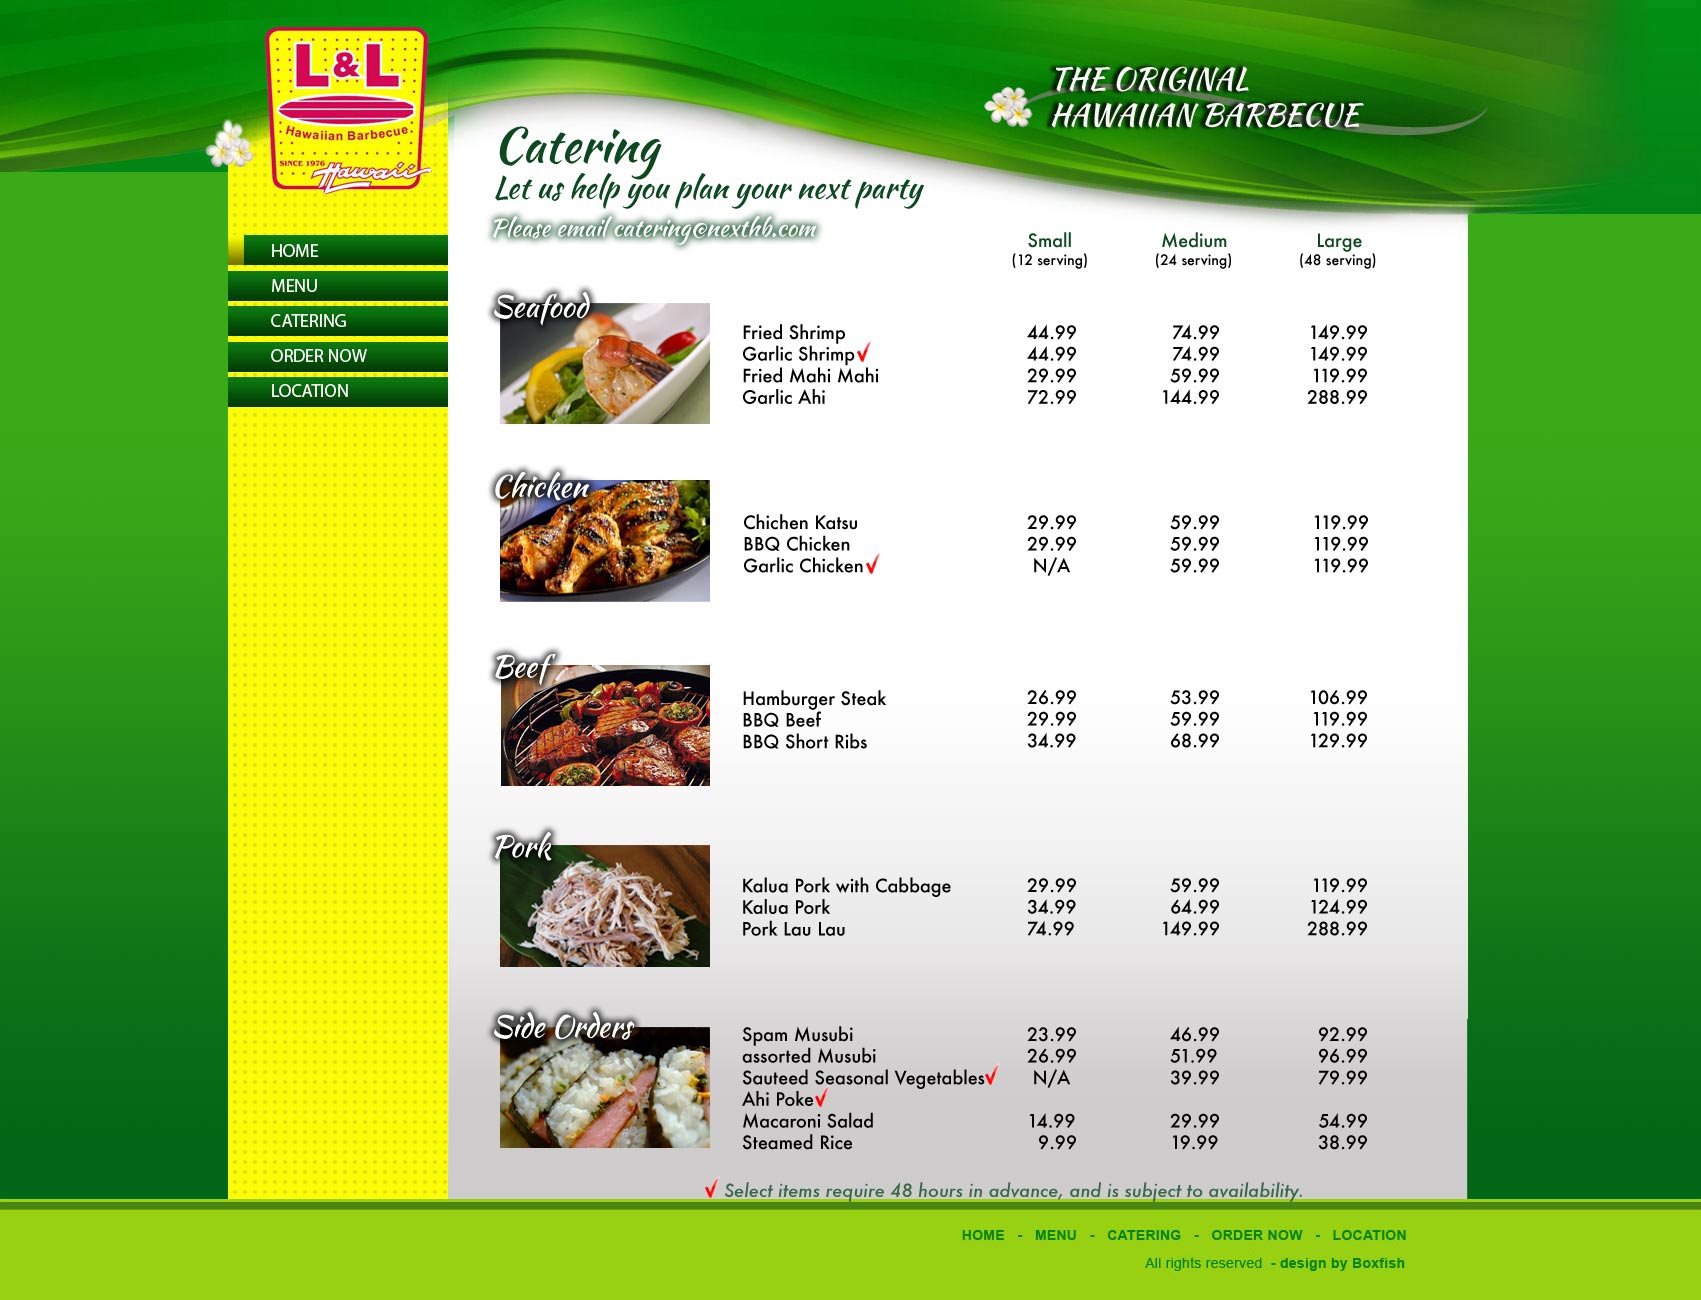 L&L
Hawaiian Barbecue
SINCE 1976
Hawaii
THE ORIGINAL
HAWAIIAN BARBECUE
HOME
MENU
CATERING
ORDER NOW
LOCATION
Catering
Let us help you plan your next party
Please email catering@nexthb.com
Small Medium Large
(12 serving) (24 serving) (48 serving)
Seafood
Fried Shrimp 44.99 74.99 149.99
Garlic Shrimp✓ 44.99 74.99 149.99
Fried Mahi Mahi 29.99 59.99 119.99
Garlic Ahi 72.99 144.99 288.99
Chicken
Chichen Katsu 29.99 59.99 119.99
BBQ Chicken 29.99 59.99 119.99
Garlic Chicken✓ N/A 59.99 119.99
Beef
Hamburger Steak 26.99 53.99 106.99
BBQ Beef 29.99 59.99 119.99
BBQ Short Ribs 34.99 68.99 129.99
Pork
Kalua Pork with Cabbage 29.99 59.99 119.99
Kalua Pork 34.99 64.99 124.99
Pork Lau Lau 74.99 149.99 288.99
Side Orders
Spam Musubi 23.99 46.99 92.99
assorted Musubi 26.99 51.99 96.99
Sauteed Seasonal Vegetables✓ N/A 39.99 79.99
Ahi Poke✓
Macaroni Salad 14.99 29.99 54.99
Steamed Rice 9.99 19.99 38.99
✓ Select items require 48 hours in advance, and is subject to availability.
HOME - MENU - CATERING - ORDER NOW - LOCATION
All rights reserved - design by Boxfish